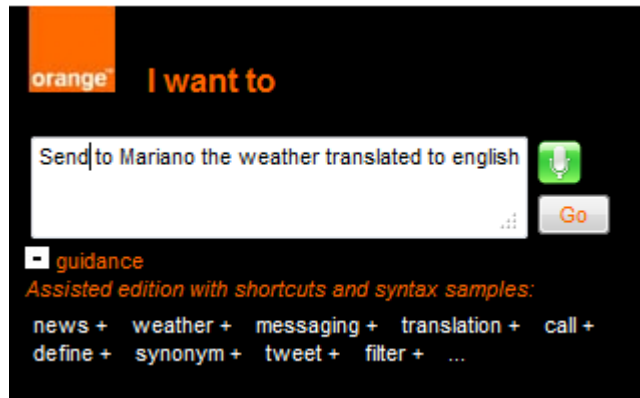 orange™ I want to
Send to Mariano the weather translated to english
Go
- guidance
Assisted edition with shortcuts and syntax samples:
news + weather + messaging + translation + call +
define + synonym + tweet + filter + ...